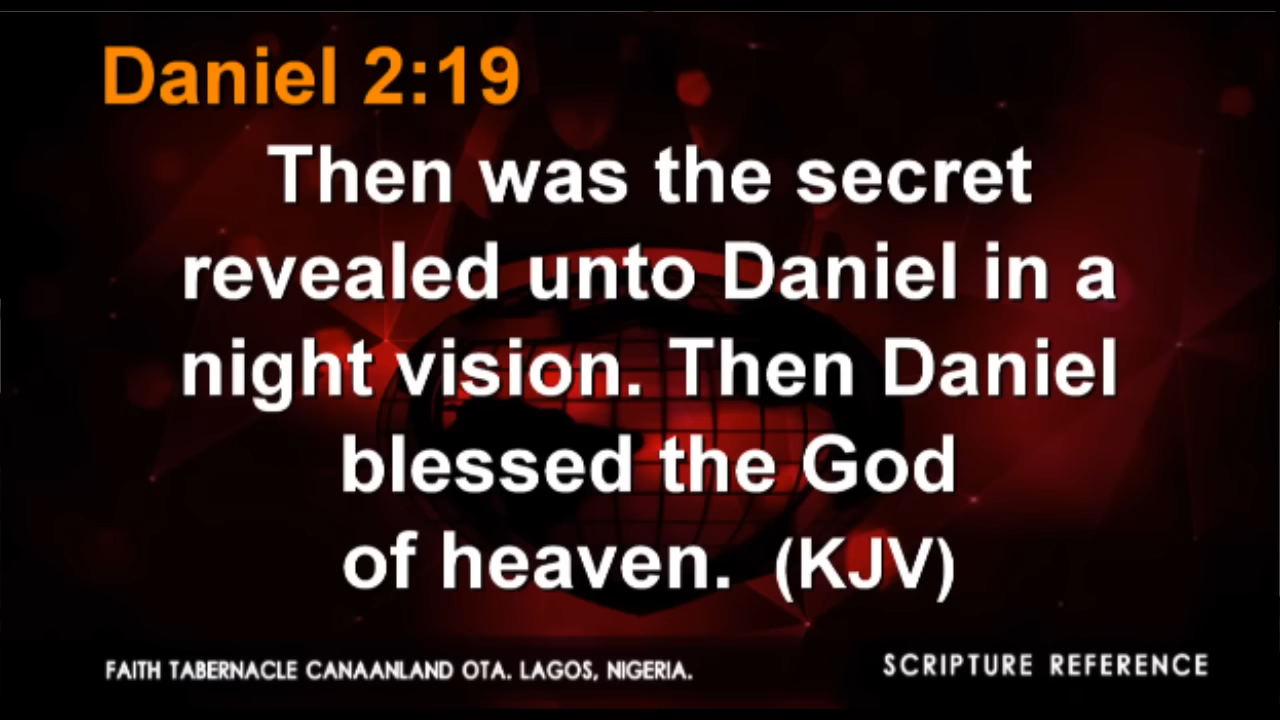 Daniel 2:19
Then was the secret
revealed unto Daniel in a
night vision. Then Daniel
blessed the God
of heaven. (KJV)
FAITH TABERNACLE CANAANLAND OTA. LAGOS, NIGERIA.
SCRIPTURE REFERENCE